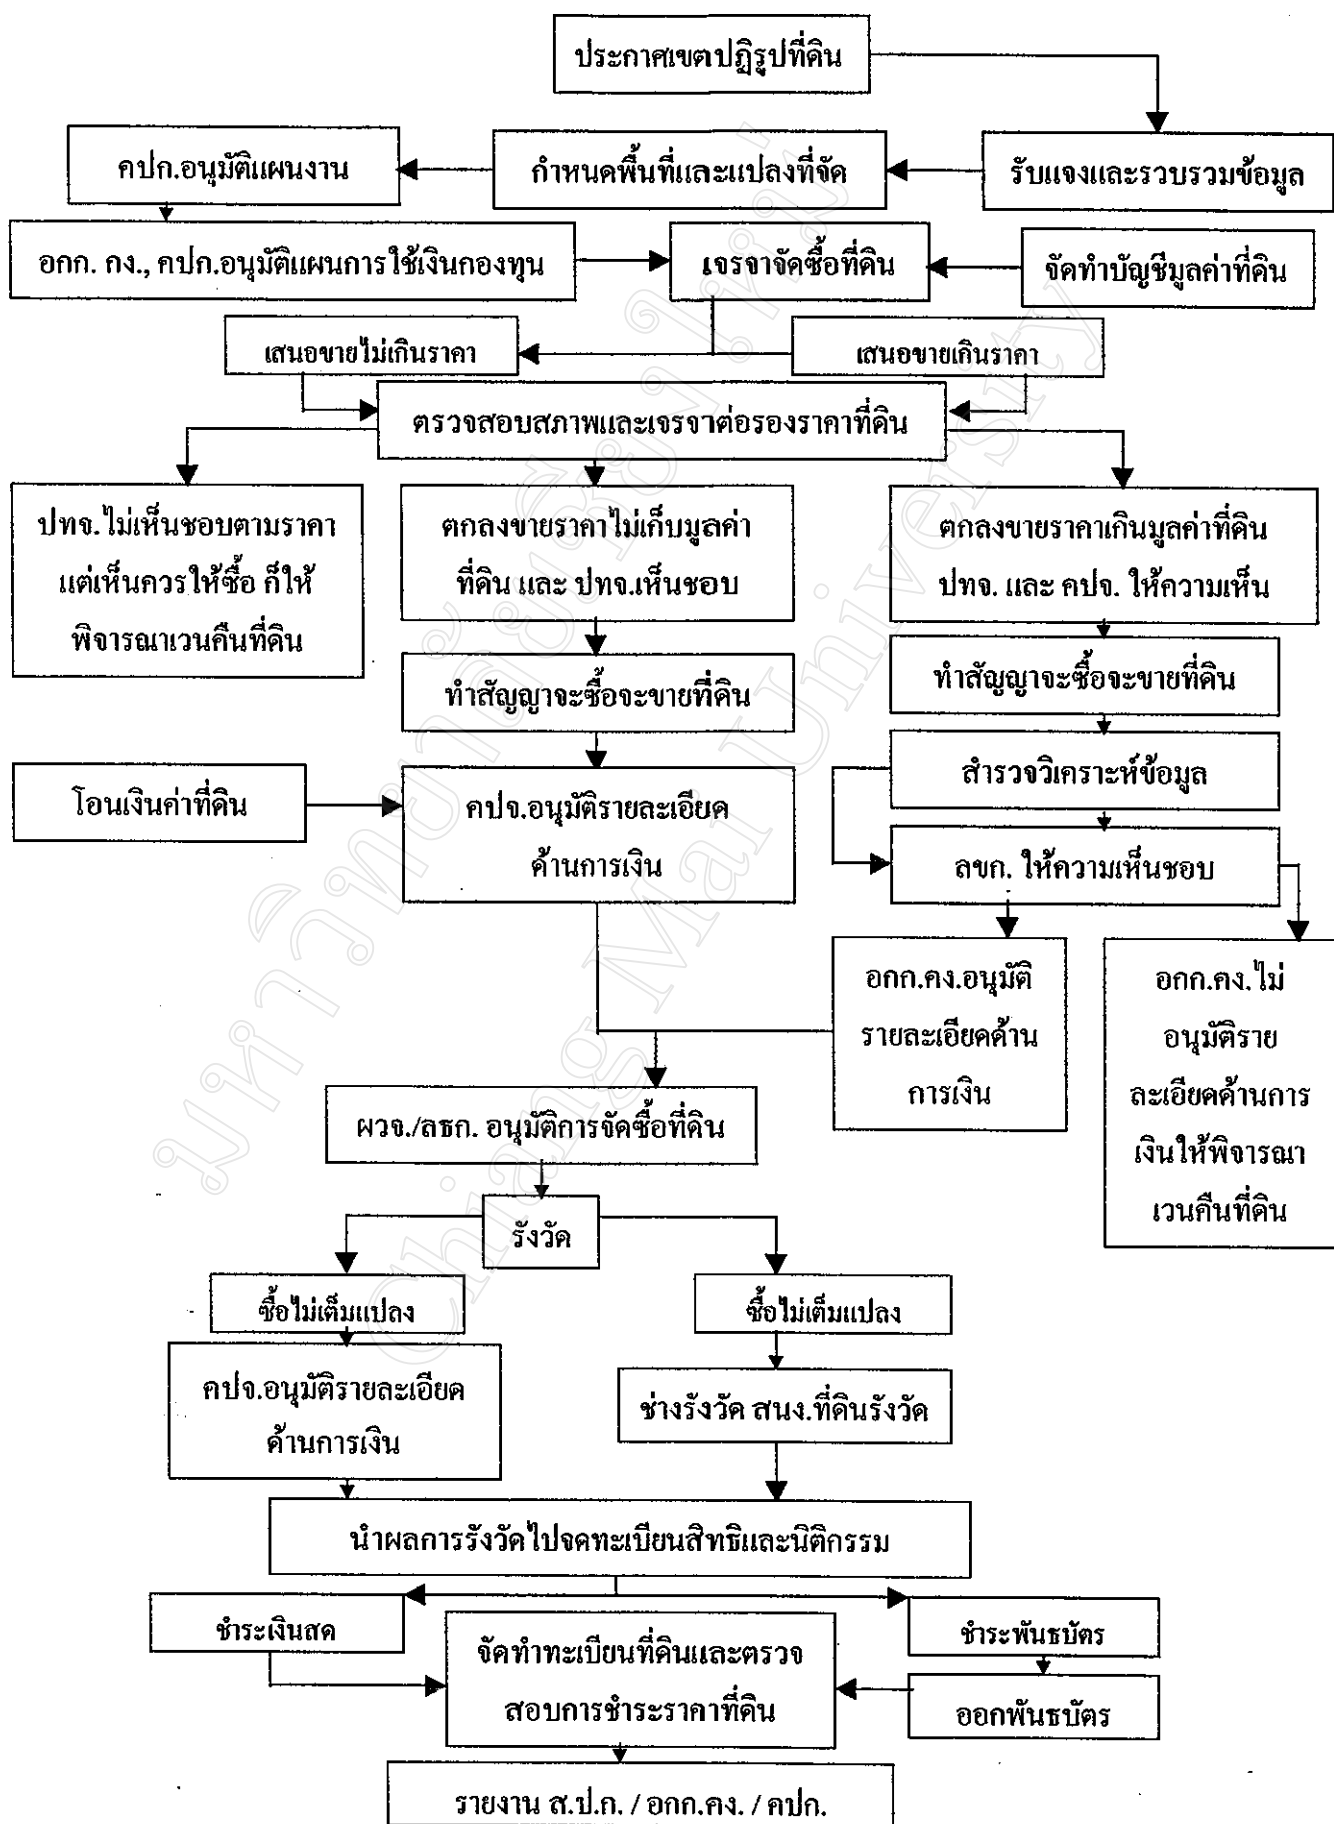 ประกาศเขตปฏิรูปที่ดิน
คปก.อนุมัติแผนงาน
กำหนดพื้นที่และแปลงที่จัด
รับแจงและรวบรวมข้อมูล
อกก. กง., คปก.อนุมัติแผนการใช้เงินกองทุน
เจรจาจัดซื้อที่ดิน
จัดทำบัญชีมูลค่าที่ดิน
เสนอขายไม่เกินราคา
เสนอขายเกินราคา
ตรวจสอบสภาพและเจรจาต่อรองราคาที่ดิน
ปทจ.ไม่เห็นชอบตามราคา
แต่เห็นควรให้ซื้อ ก็ให้
พิจารณาเวนคืนที่ดิน
ตกลงขายราคาไม่เก็บมูลค่า
ที่ดิน และ ปทจ.เห็นชอบ
ตกลงขายราคาเกินมูลค่าที่ดิน
ปทจ. และ คปจ. ให้ความเห็น
ทำสัญญาจะซื้อจะขายที่ดิน
ทำสัญญาจะซื้อจะขายที่ดิน
สำรวจวิเคราะห์ข้อมูล
โอนเงินค่าที่ดิน
คปจ.อนุมัติรายละเอียด
ด้านการเงิน
ลขก. ให้ความเห็นชอบ
อกก.คง.อนุมัติ
รายละเอียดด้าน
การเงิน
อกก.คง.ไม่
อนุมัติราย
ละเอียดด้านการ
เงินให้พิจารณา
เวนคืนที่ดิน
ผวจ./ลธก. อนุมัติการจัดซื้อที่ดิน
รังวัด
ซื้อไม่เต็มแปลง
ซื้อไม่เต็มแปลง
คปจ.อนุมัติรายละเอียด
ด้านการเงิน
ช่างรังวัด สนง.ที่ดินรังวัด
นำผลการรังวัดไปจดทะเบียนสิทธิและนิติกรรม
ชำระเงินสด
ชำระพันธบัตร
จัดทำทะเบียนที่ดินและตรวจ
สอบการชำระราคาที่ดิน
ออกพันธบัตร
รายงาน ส.ป.ก. / อกก.คง. / คปก.
มหาวิทยาลัยเชียงใหม่
Chiang Mai University